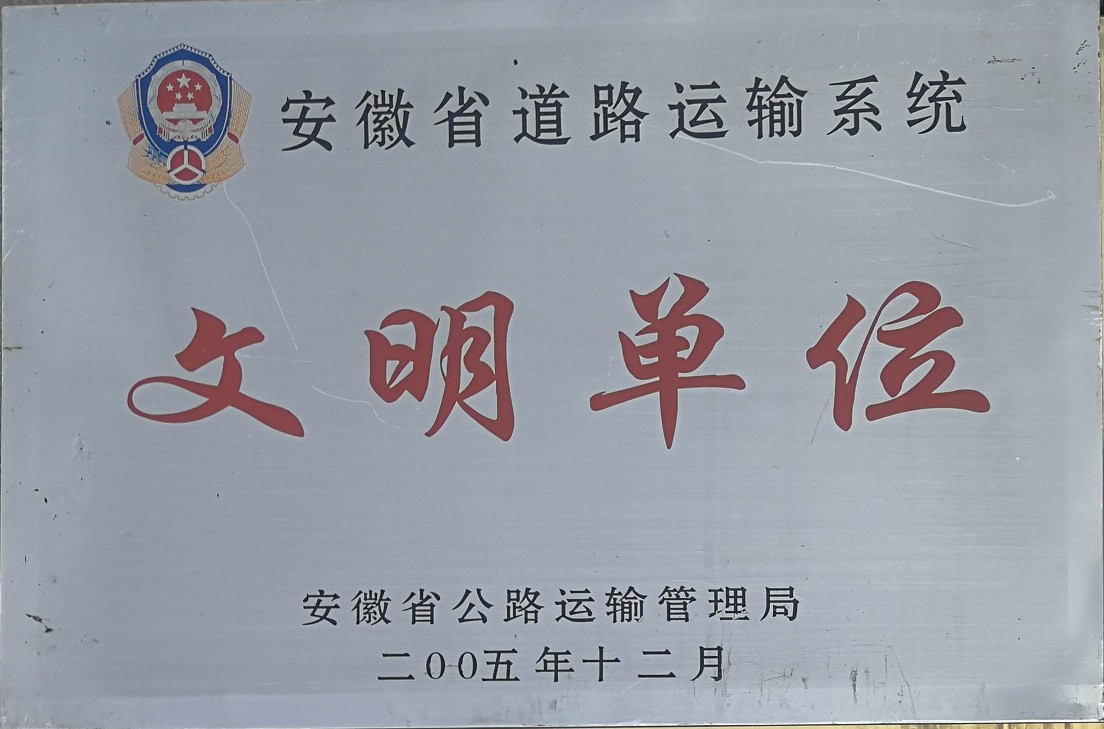 安徽省道路运输系统
文明单位
安徽省公路运输管理局
二00五年十二月